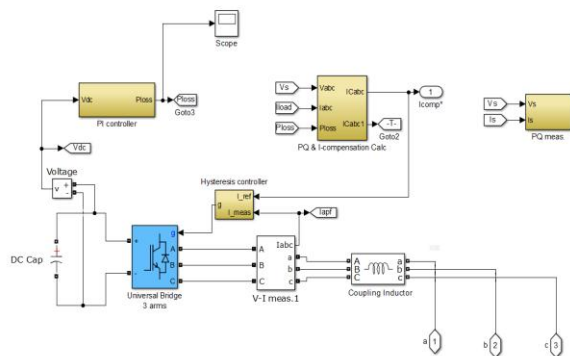 Scope
Vdc
Ploss
Ploss
Goto3
PI controller
Vs
Vabc
ICabc
1
Icomp*
Iload
Iabc
Ploss
Ploss
ICabc1
-T-
Goto2
PQ & I-compensation Calc
Vs
Vs
Is
Is
PQ meas.
Vdc
Voltage
v
+
-
Hysteresis controller
I_ref
g
I_meas
Iapf
DC Cap
+
+
-
g
A
B
C
Universal Bridge
3 arms
Iabc
A
a
B
b
C
c
V-I meas.1
A
a
B
b
C
c
Coupling Inductor
a
1
b
2
c
3